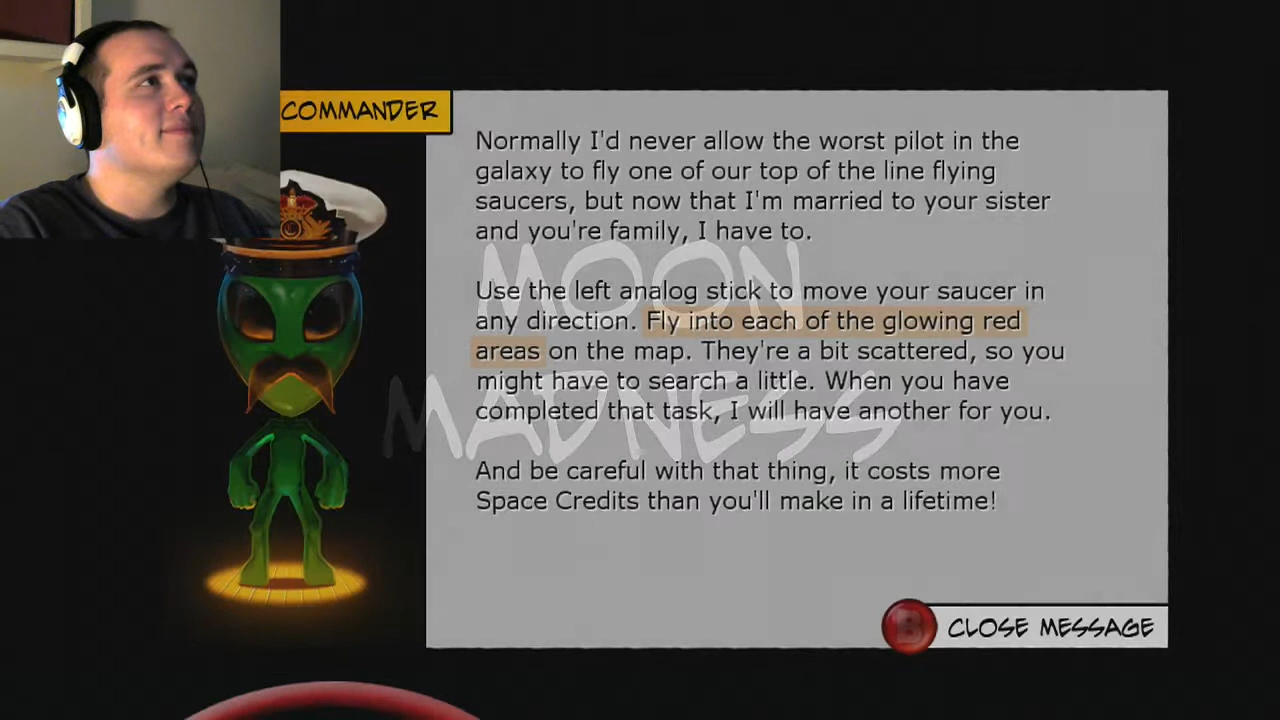 COMMANDER
Normally I'd never allow the worst pilot in the
galaxy to fly one of our top of the line flying
saucers, but now that I'm married to your sister
and you're family, I have to.
MOON
Use the left analog stick to move your saucer in
any direction. Fly into each of the glowing red
areas on the map. They're a bit scattered, so you
might have to search a little. When you have
completed that task, I will have another for you.
MADNESS
And be careful with that thing, it costs more
Space Credits than you'll make in a lifetime!
B CLOSE MESSAGE